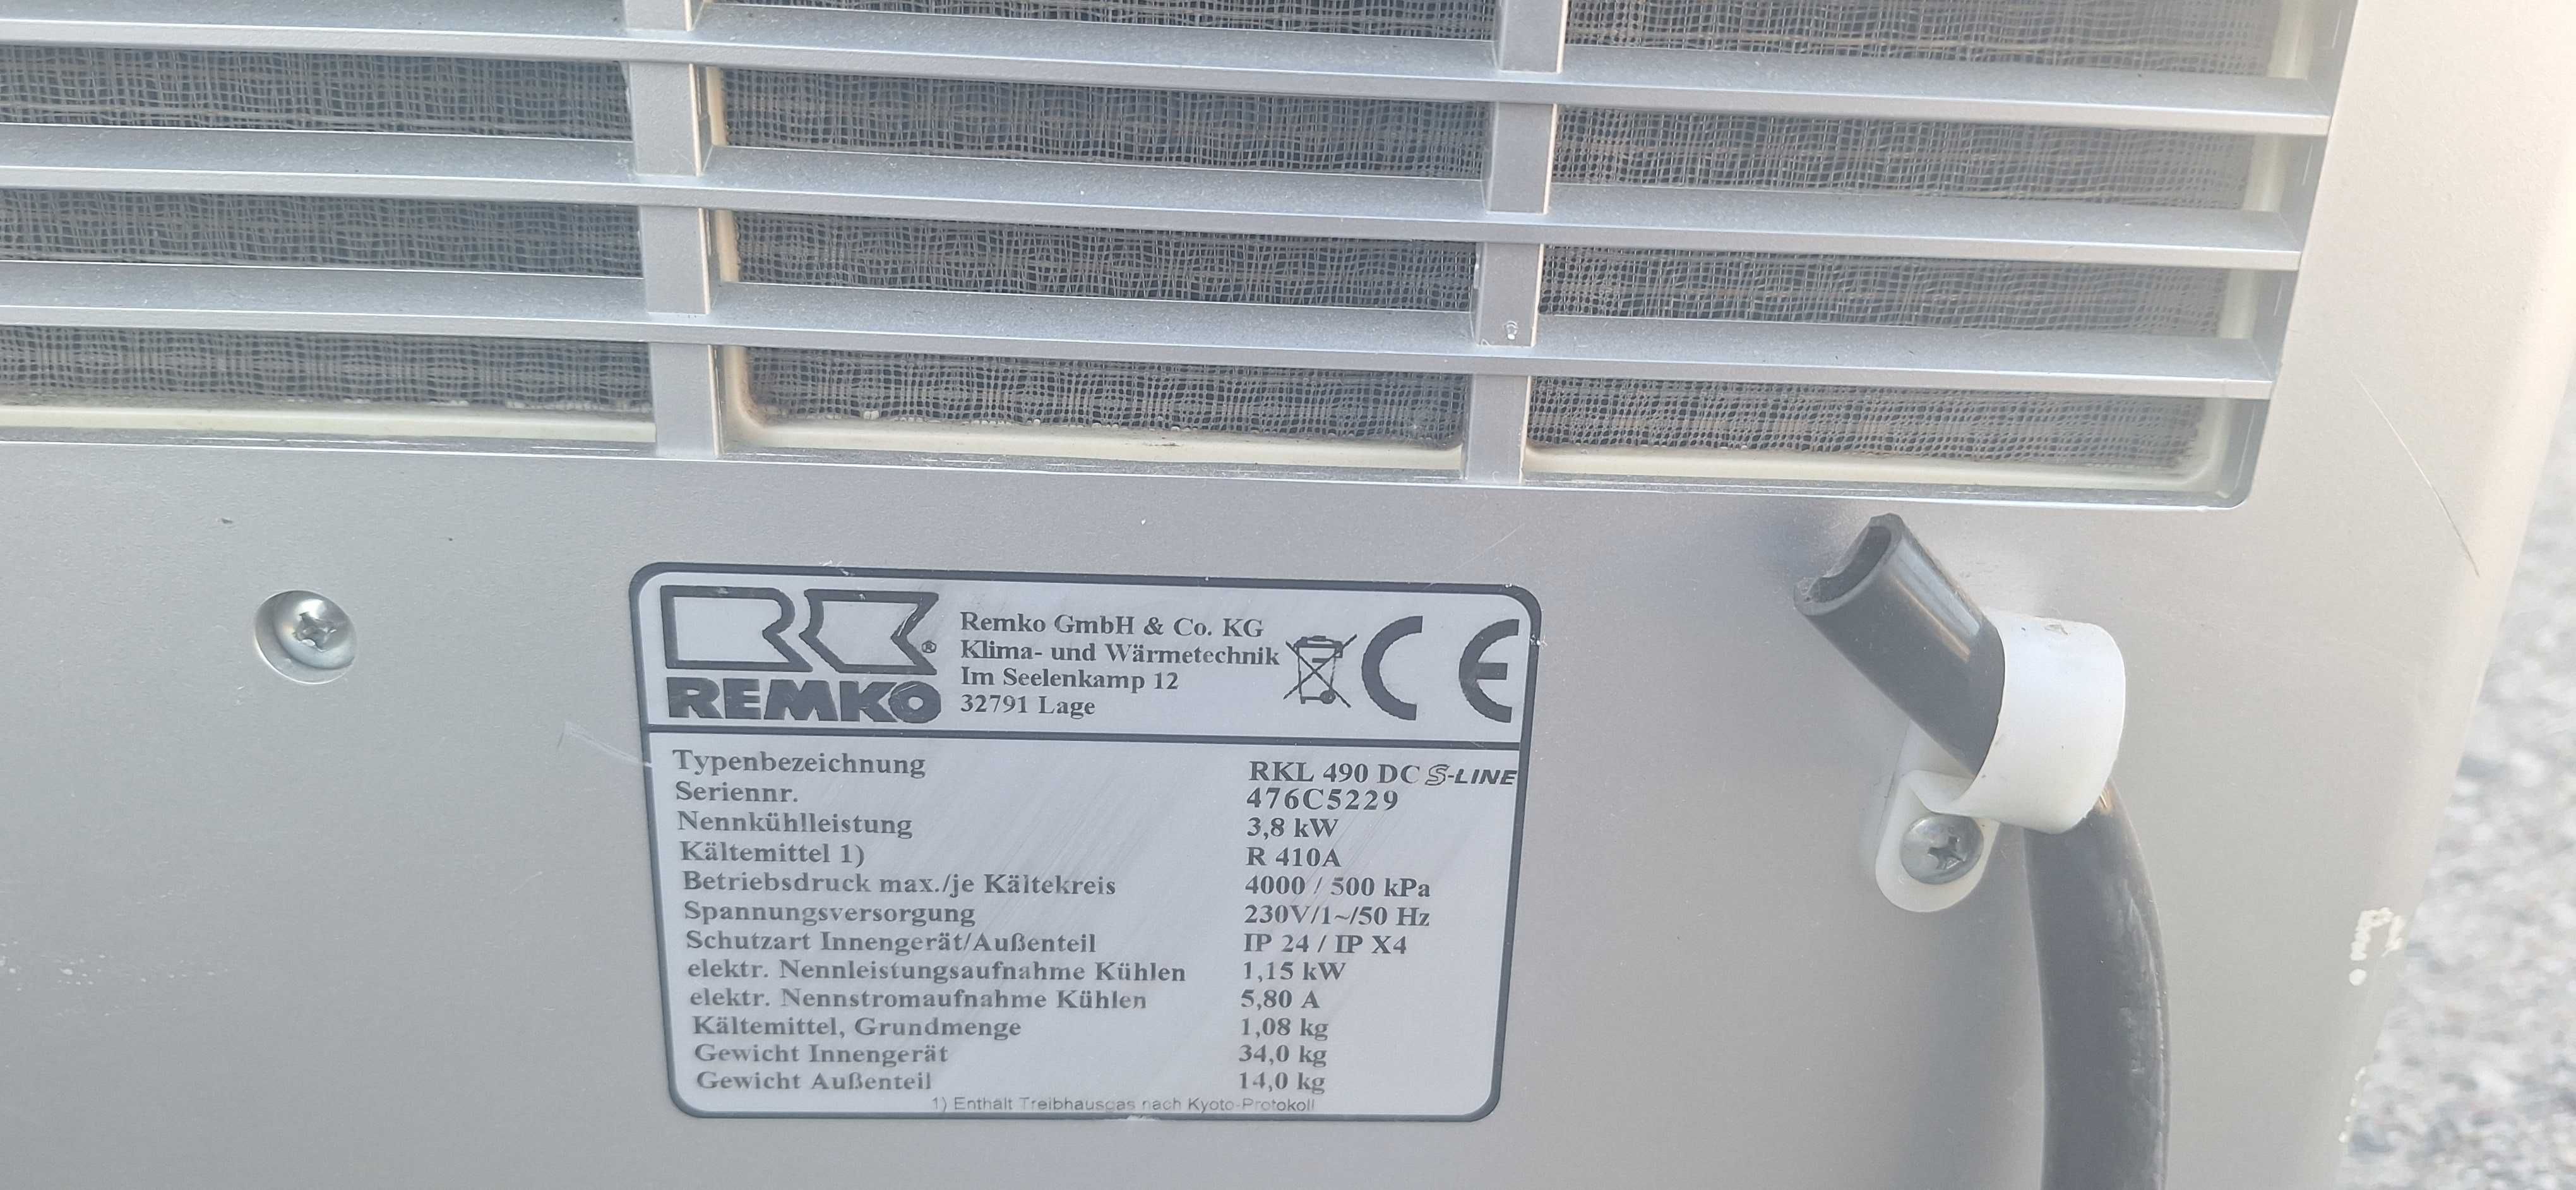 REMKO ®
Remko GmbH & Co. KG
Klima- und Wärmetechnik
Im Seelenkamp 12
32791 Lage
CE
Typenbezeichnung RKL 490 DC S-LINE
Seriennr. 476C5229
Nennkühlleistung 3,8 kW
Kältemittel 1) R 410A
Betriebsdruck max./je Kältekreis 4000 / 500 kPa
Spannungsversorgung 230V/1~/50 Hz
Schutzart Innengerät/Außenteil IP 24 / IP X4
elektr. Nennleistungsaufnahme Kühlen 1,15 kW
elektr. Nennstromaufnahme Kühlen 5,80 A
Kältemittel, Grundmenge 1,08 kg
Gewicht Innengerät 34,0 kg
Gewicht Außenteil 14,0 kg
1) Enthält Treibhausgas nach Kyoto-Protokoll